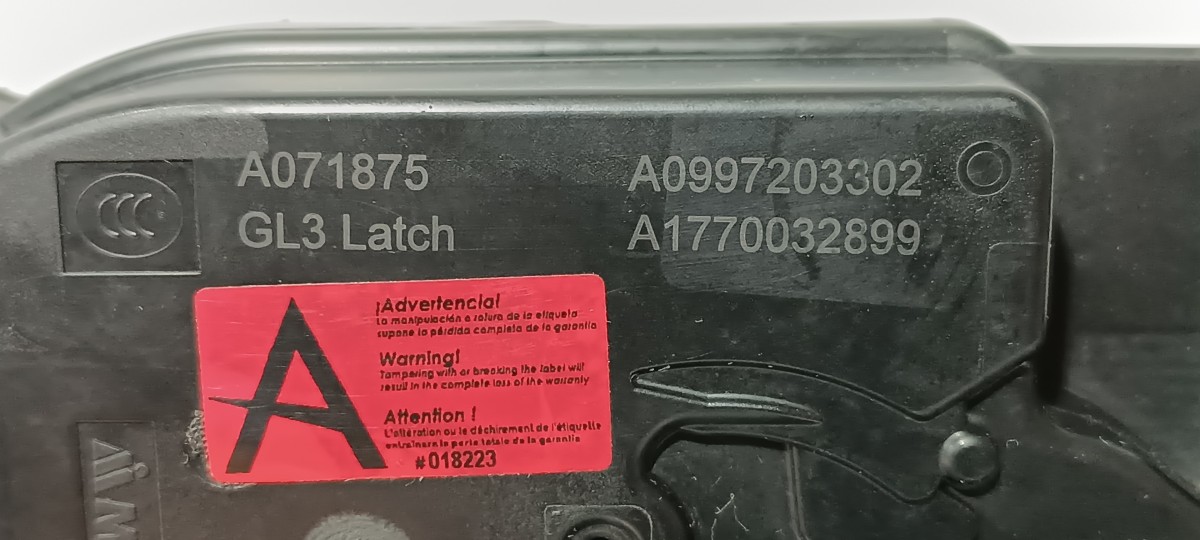 A071875
GL3 Latch
A0997203302
A1770032899
CCC
¡Advertencia!
La manipulación o rotura de la etiqueta
supone la pérdida completa de la garantía
Warning!
Tampering with or breaking the label will
result in the complete loss of the warranty
Attention !
L'altération ou le déchirement de l'étiquette
entraînera la perte totale de la garantie
#018223